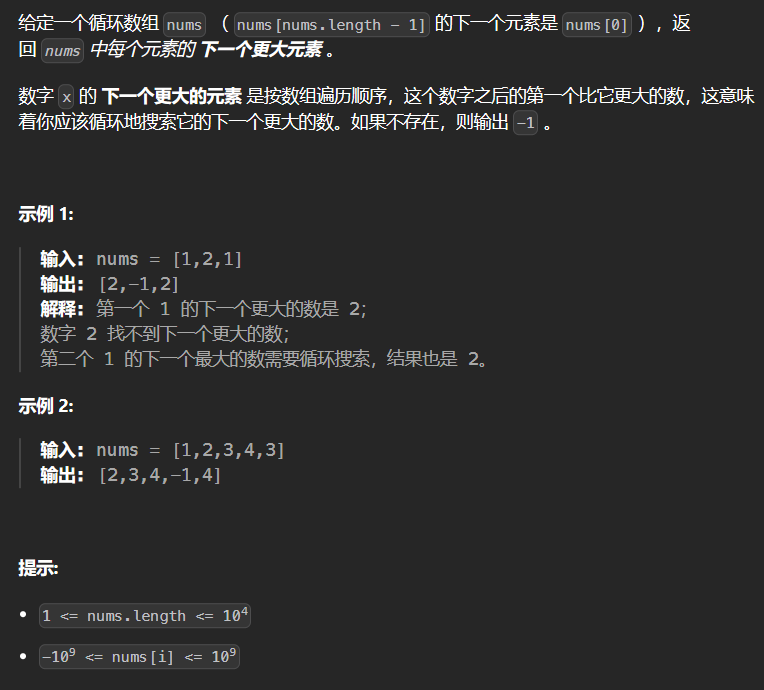 给定一个循环数组 nums （ nums[nums.length - 1] 的下一个元素是 nums[0] ），返
回 nums 中每个元素的 下一个更大元素 。
数字 x 的 下一个更大的元素 是按数组遍历顺序，这个数字之后的第一个比它更大的数，这意味
着你应该循环地搜索它的下一个更大的数。如果不存在，则输出 -1 。
示例 1:
输入: nums = [1,2,1]
输出: [2,-1,2]
解释: 第一个 1 的下一个更大的数是 2；
数字 2 找不到下一个更大的数；
第二个 1 的下一个最大的数需要循环搜索，结果也是 2。
示例 2:
输入: nums = [1,2,3,4,3]
输出: [2,3,4,-1,4]
提示:
• 1 <= nums.length <= 10⁴
• -10⁹ <= nums[i] <= 10⁹